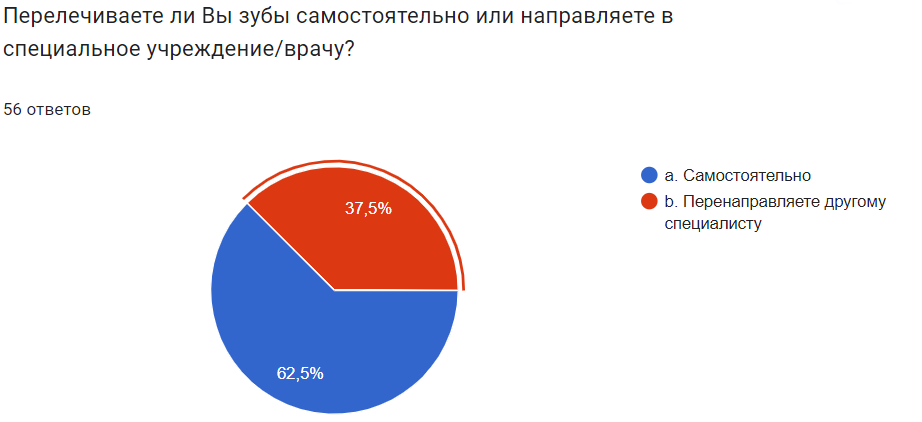 Перелечиваете ли Вы зубы самостоятельно или направляете в
специальное учреждение/врачу?
56 ответов
37,5%
62,5%
a. Самостоятельно
b. Перенаправляете другому
специалисту